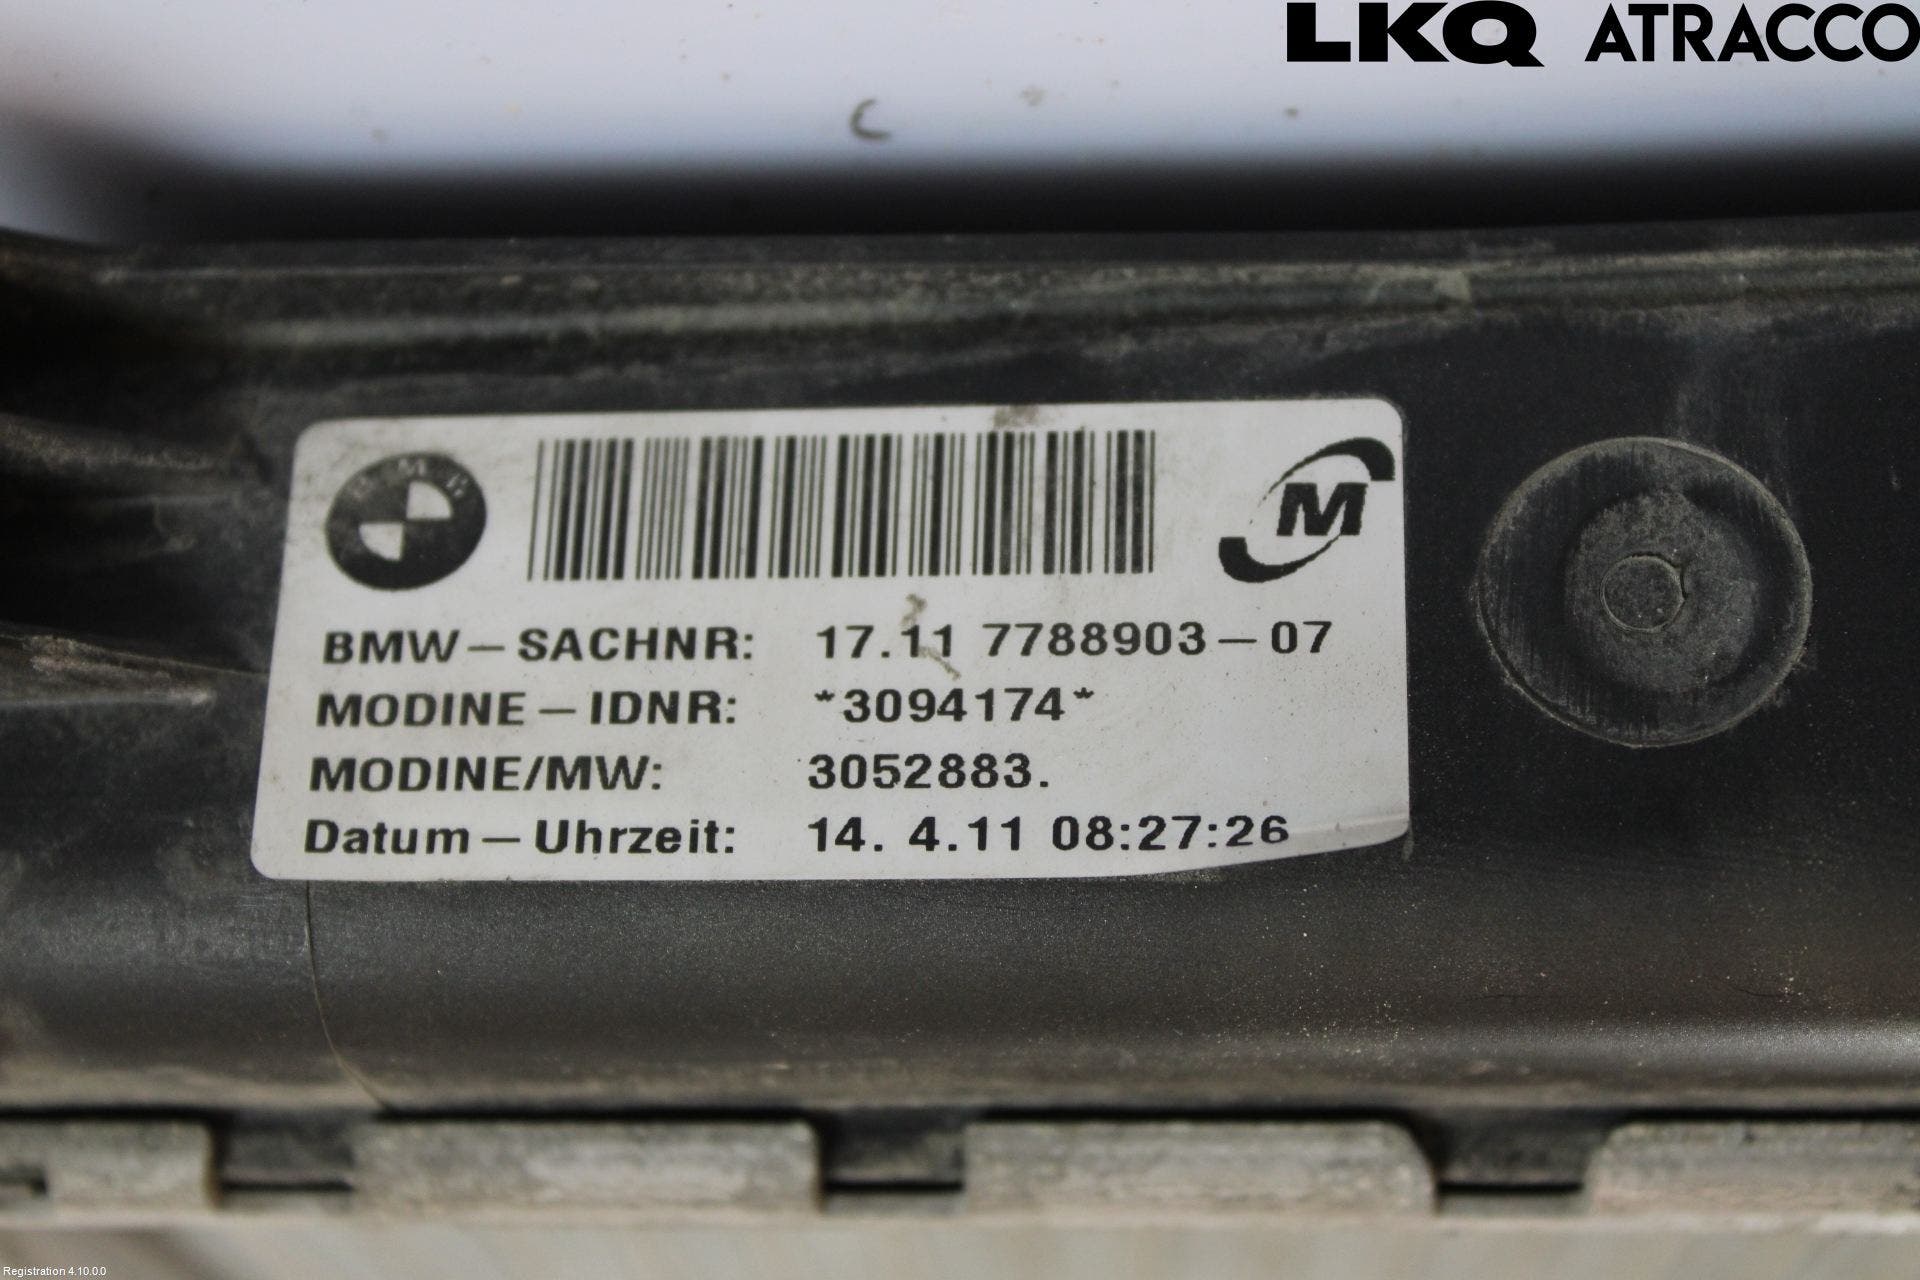 LKQ ATRACCO
BMW
M
BMW-SACHNR: 17.11 7788903-07
MODINE-IDNR: *3094174*
MODINE/MW: 3052883.
Datum-Uhrzeit: 14. 4.11 08:27:26
Registration 4.10.0.0